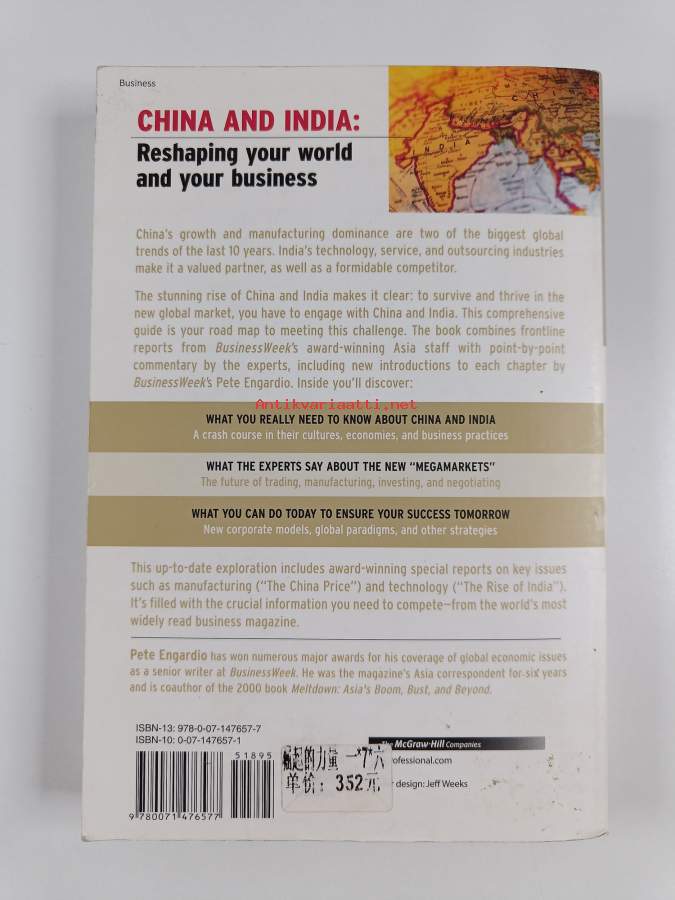 Business
CHINA AND INDIA:
Reshaping your world
and your business
CHI
INDIA
China's growth and manufacturing dominance are two of the biggest global
trends of the last 10 years. India's technology, service, and outsourcing industries
make it a valued partner, as well as a formidable competitor.
The stunning rise of China and India makes it clear: to survive and thrive in the
new global market, you have to engage with China and India. This comprehensive
guide is your road map to meeting this challenge. The book combines frontline
reports from BusinessWeek's award-winning Asia staff with point-by-point
commentary by the experts, including new introductions to each chapter by
BusinessWeek's Pete Engardio. Inside you'll discover:
Antikvariaatti.net
WHAT YOU REALLY NEED TO KNOW ABOUT CHINA AND INDIA
A crash course in their cultures, economies, and business practices
WHAT THE EXPERTS SAY ABOUT THE NEW "MEGAMARKETS"
The future of trading, manufacturing, investing, and negotiating
WHAT YOU CAN DO TODAY TO ENSURE YOUR SUCCESS TOMORROW
New corporate models, global paradigms, and other strategies
This up-to-date exploration includes award-winning special reports on key issues
such as manufacturing ("The China Price") and technology ("The Rise of India").
It's filled with the crucial information you need to compete—from the world's most
widely read business magazine.
Pete Engardio has won numerous major awards for his coverage of global economic issues
as a senior writer at BusinessWeek. He was the magazine's Asia correspondent for six years
and is coauthor of the 2000 book Meltdown: Asia's Boom, Bust, and Beyond.
ISBN-13: 978-0-07-147657-7
ISBN-10: 0-07-147657-1
51895
9 780071 476577
崛起的力量 一*7*六
单价: 352元
The McGraw·Hill Companies
rofessional.com
r design: Jeff Weeks